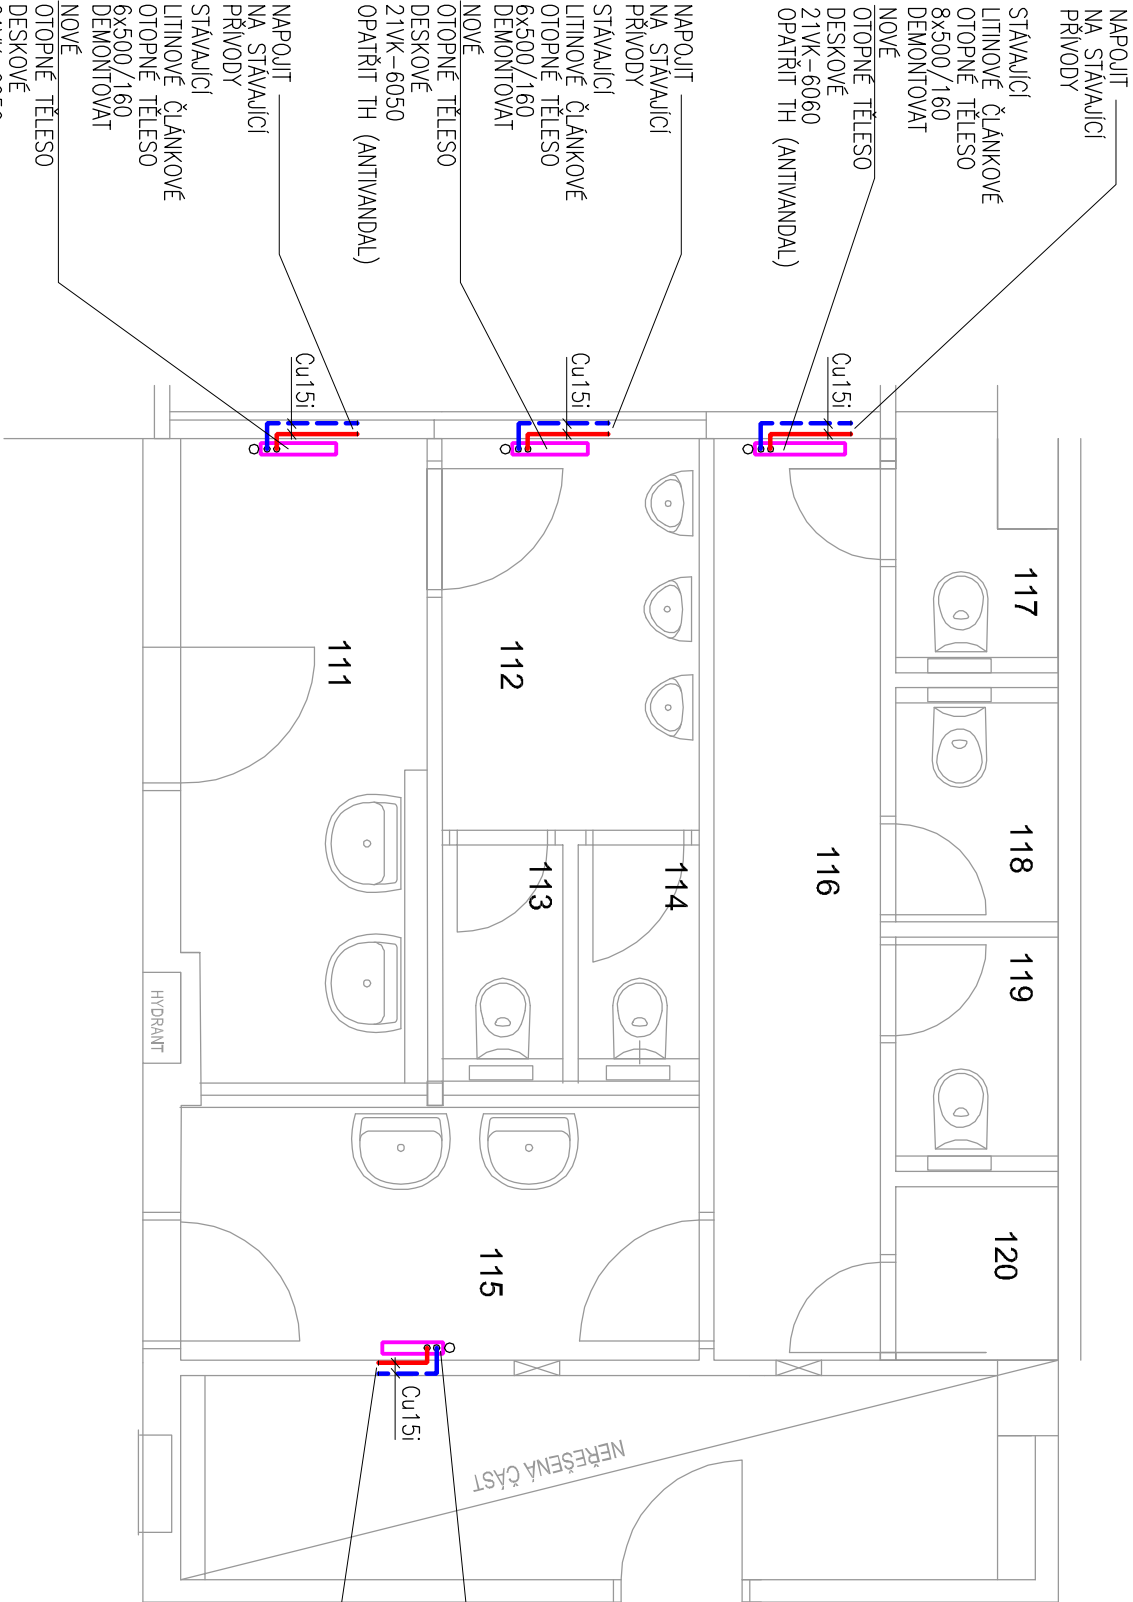 NAPOJIT
NA STÁVAJÍCÍ
PŘÍVODY
STÁVAJÍCÍ
LITINOVÉ ČLÁNKOVÉ
OTOPNÉ TĚLESO
8x500/160
DEMONTOVAT
NOVÉ
OTOPNÉ TĚLESO
DESKOVÉ
21VK-6060
OPATŘIT TH (ANTIVANDAL)
NAPOJIT
NA STÁVAJÍCÍ
PŘÍVODY
STÁVAJÍCÍ
LITINOVÉ ČLÁNKOVÉ
OTOPNÉ TĚLESO
6x500/160
DEMONTOVAT
NOVÉ
OTOPNÉ TĚLESO
DESKOVÉ
21VK-6050
OPATŘIT TH (ANTIVANDAL)
NAPOJIT
NA STÁVAJÍCÍ
PŘÍVODY
STÁVAJÍCÍ
LITINOVÉ ČLÁNKOVÉ
OTOPNÉ TĚLESO
6x500/160
DEMONTOVAT
NOVÉ
OTOPNÉ TĚLESO
DESKOVÉ
Cu15i
Cu15i
Cu15i
117
118
119
120
116
114
113
112
111
115
HYDRANT
Cu15i
NEŘEŠENÁ ČÁST